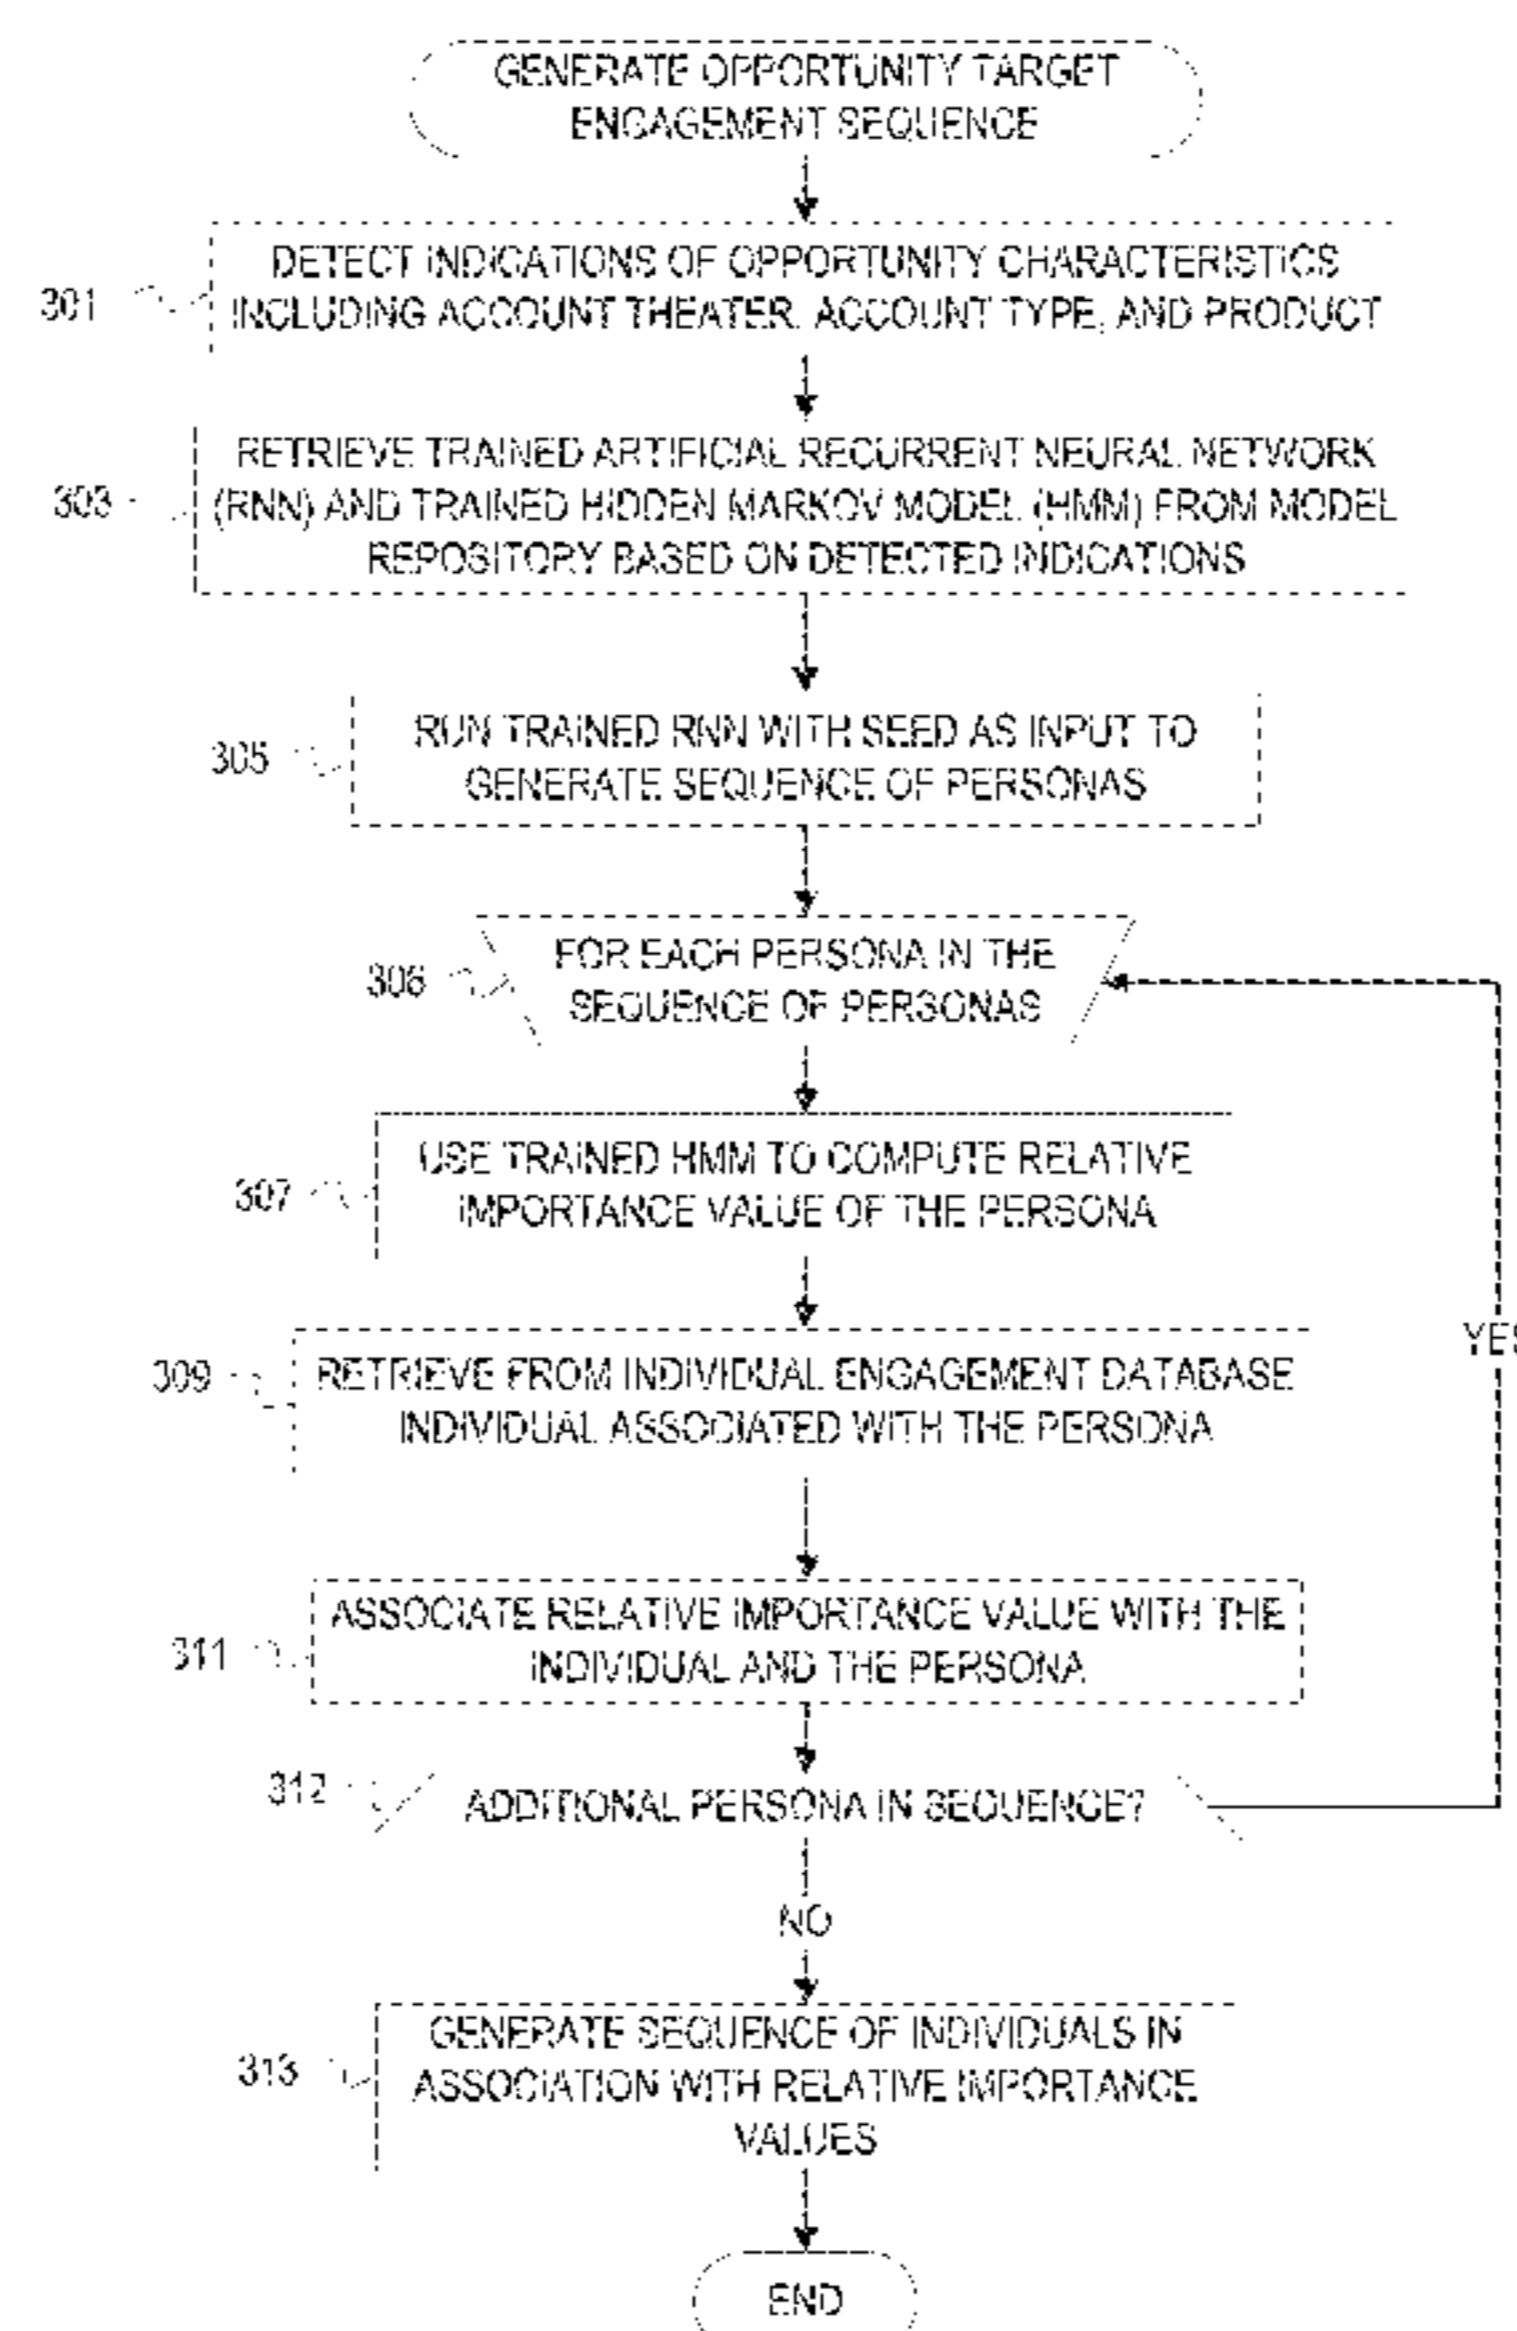 GENERATE OPPORTUNITY TARGET
ENGAGEMENT SEQUENCE
301
DETECT INDICATIONS OF OPPORTUNITY CHARACTERISTICS
INCLUDING ACCOUNT THEATER, ACCOUNT TYPE, AND PRODUCT
303
RETRIEVE TRAINED ARTIFICIAL RECURRENT NEURAL NETWORK
(RNN) AND TRAINED HIDDEN MARKOV MODEL (HMM) FROM MODEL
REPOSITORY BASED ON DETECTED INDICATIONS
305
RUN TRAINED RNN WITH SEED AS INPUT TO
GENERATE SEQUENCE OF PERSONAS
306
FOR EACH PERSONA IN THE
SEQUENCE OF PERSONAS
307
USE TRAINED HMM TO COMPUTE RELATIVE
IMPORTANCE VALUE OF THE PERSONA
YES
309
RETRIEVE FROM INDIVIDUAL ENGAGEMENT DATABASE
INDIVIDUAL ASSOCIATED WITH THE PERSONA
311
ASSOCIATE RELATIVE IMPORTANCE VALUE WITH THE
INDIVIDUAL AND THE PERSONA
312
ADDITIONAL PERSONA IN SEQUENCE?
NO
313
GENERATE SEQUENCE OF INDIVIDUALS IN
ASSOCIATION WITH RELATIVE IMPORTANCE
VALUES
END